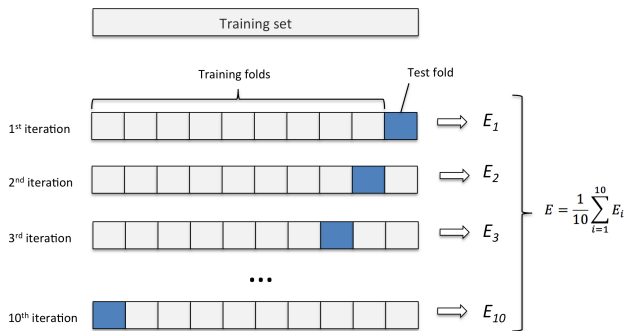 Training set
Training folds
Test fold
1st iteration
E1
2nd iteration
E2
3rd iteration
E3
E = 1/10 10∑i=1 Ei
...
10th iteration
E10